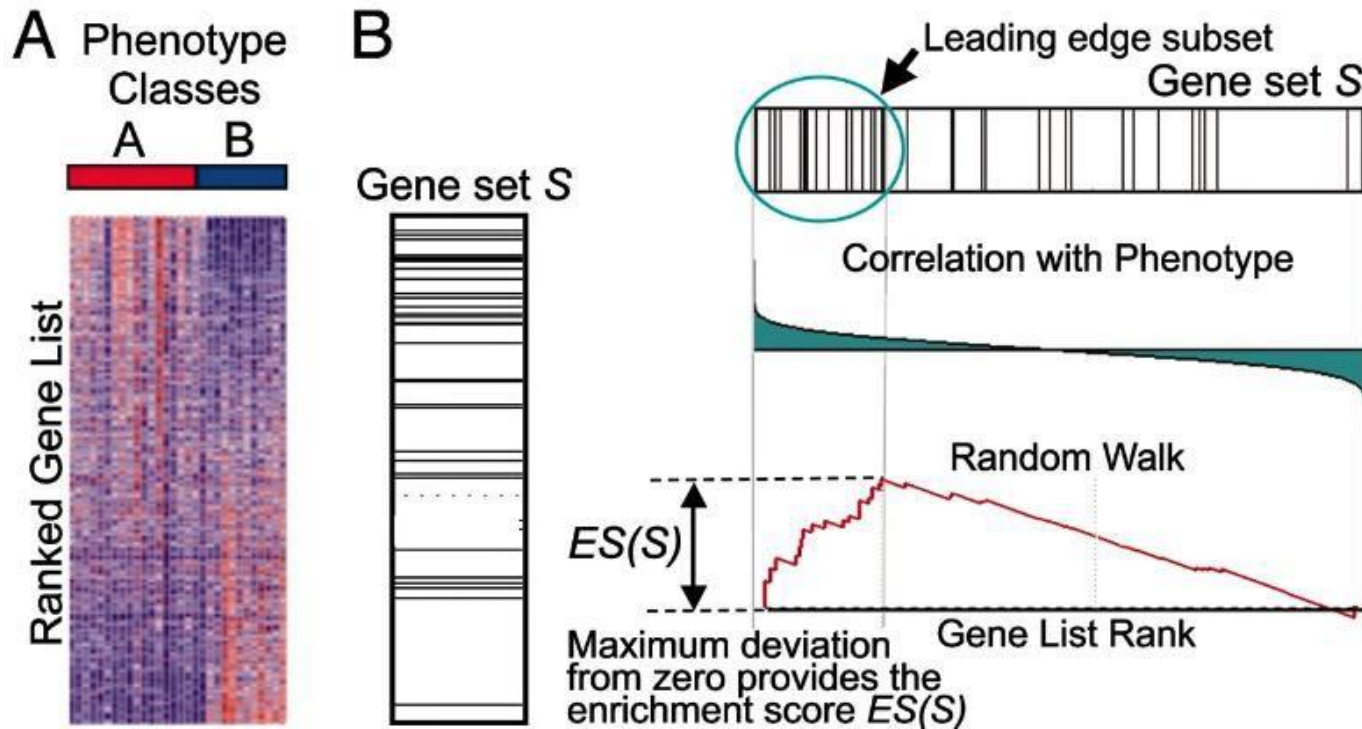 A
Phenotype
Classes
A B
Ranked Gene List
B
Gene set S
Leading edge subset
Gene set S
Correlation with Phenotype
Random Walk
ES(S)
Gene List Rank
Maximum deviation
from zero provides the
enrichment score ES(S)